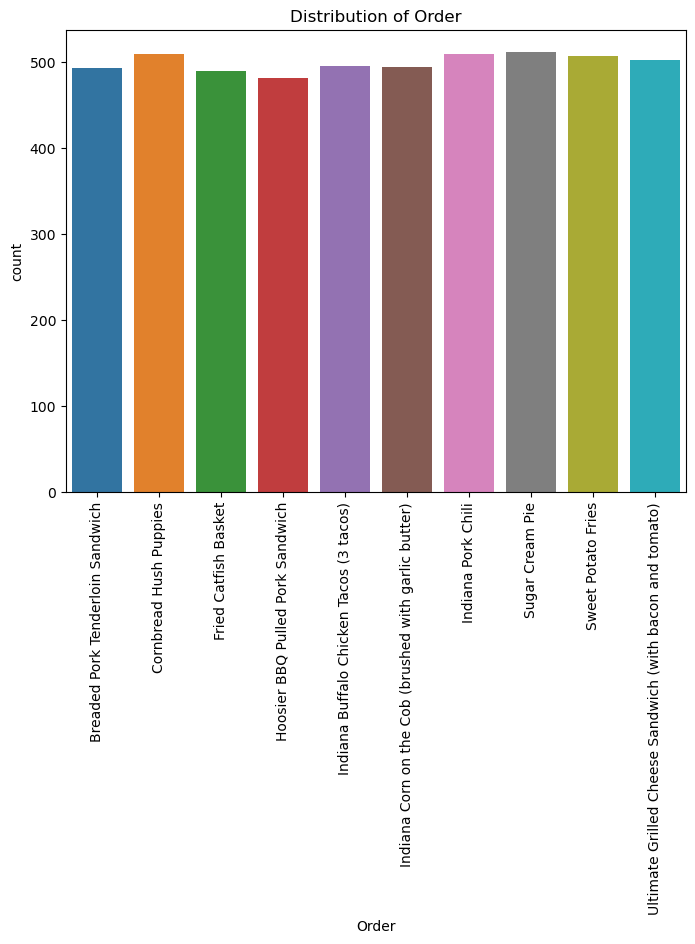 Distribution of Order
500
400
300
200
100
0
count
Breaded Pork Tenderloin Sandwich
Cornbread Hush Puppies
Fried Catfish Basket
Hoosier BBQ Pulled Pork Sandwich
Indiana Buffalo Chicken Tacos (3 tacos)
Indiana Corn on the Cob (brushed with garlic butter)
Indiana Pork Chili
Sugar Cream Pie
Sweet Potato Fries
Ultimate Grilled Cheese Sandwich (with bacon and tomato)
Order